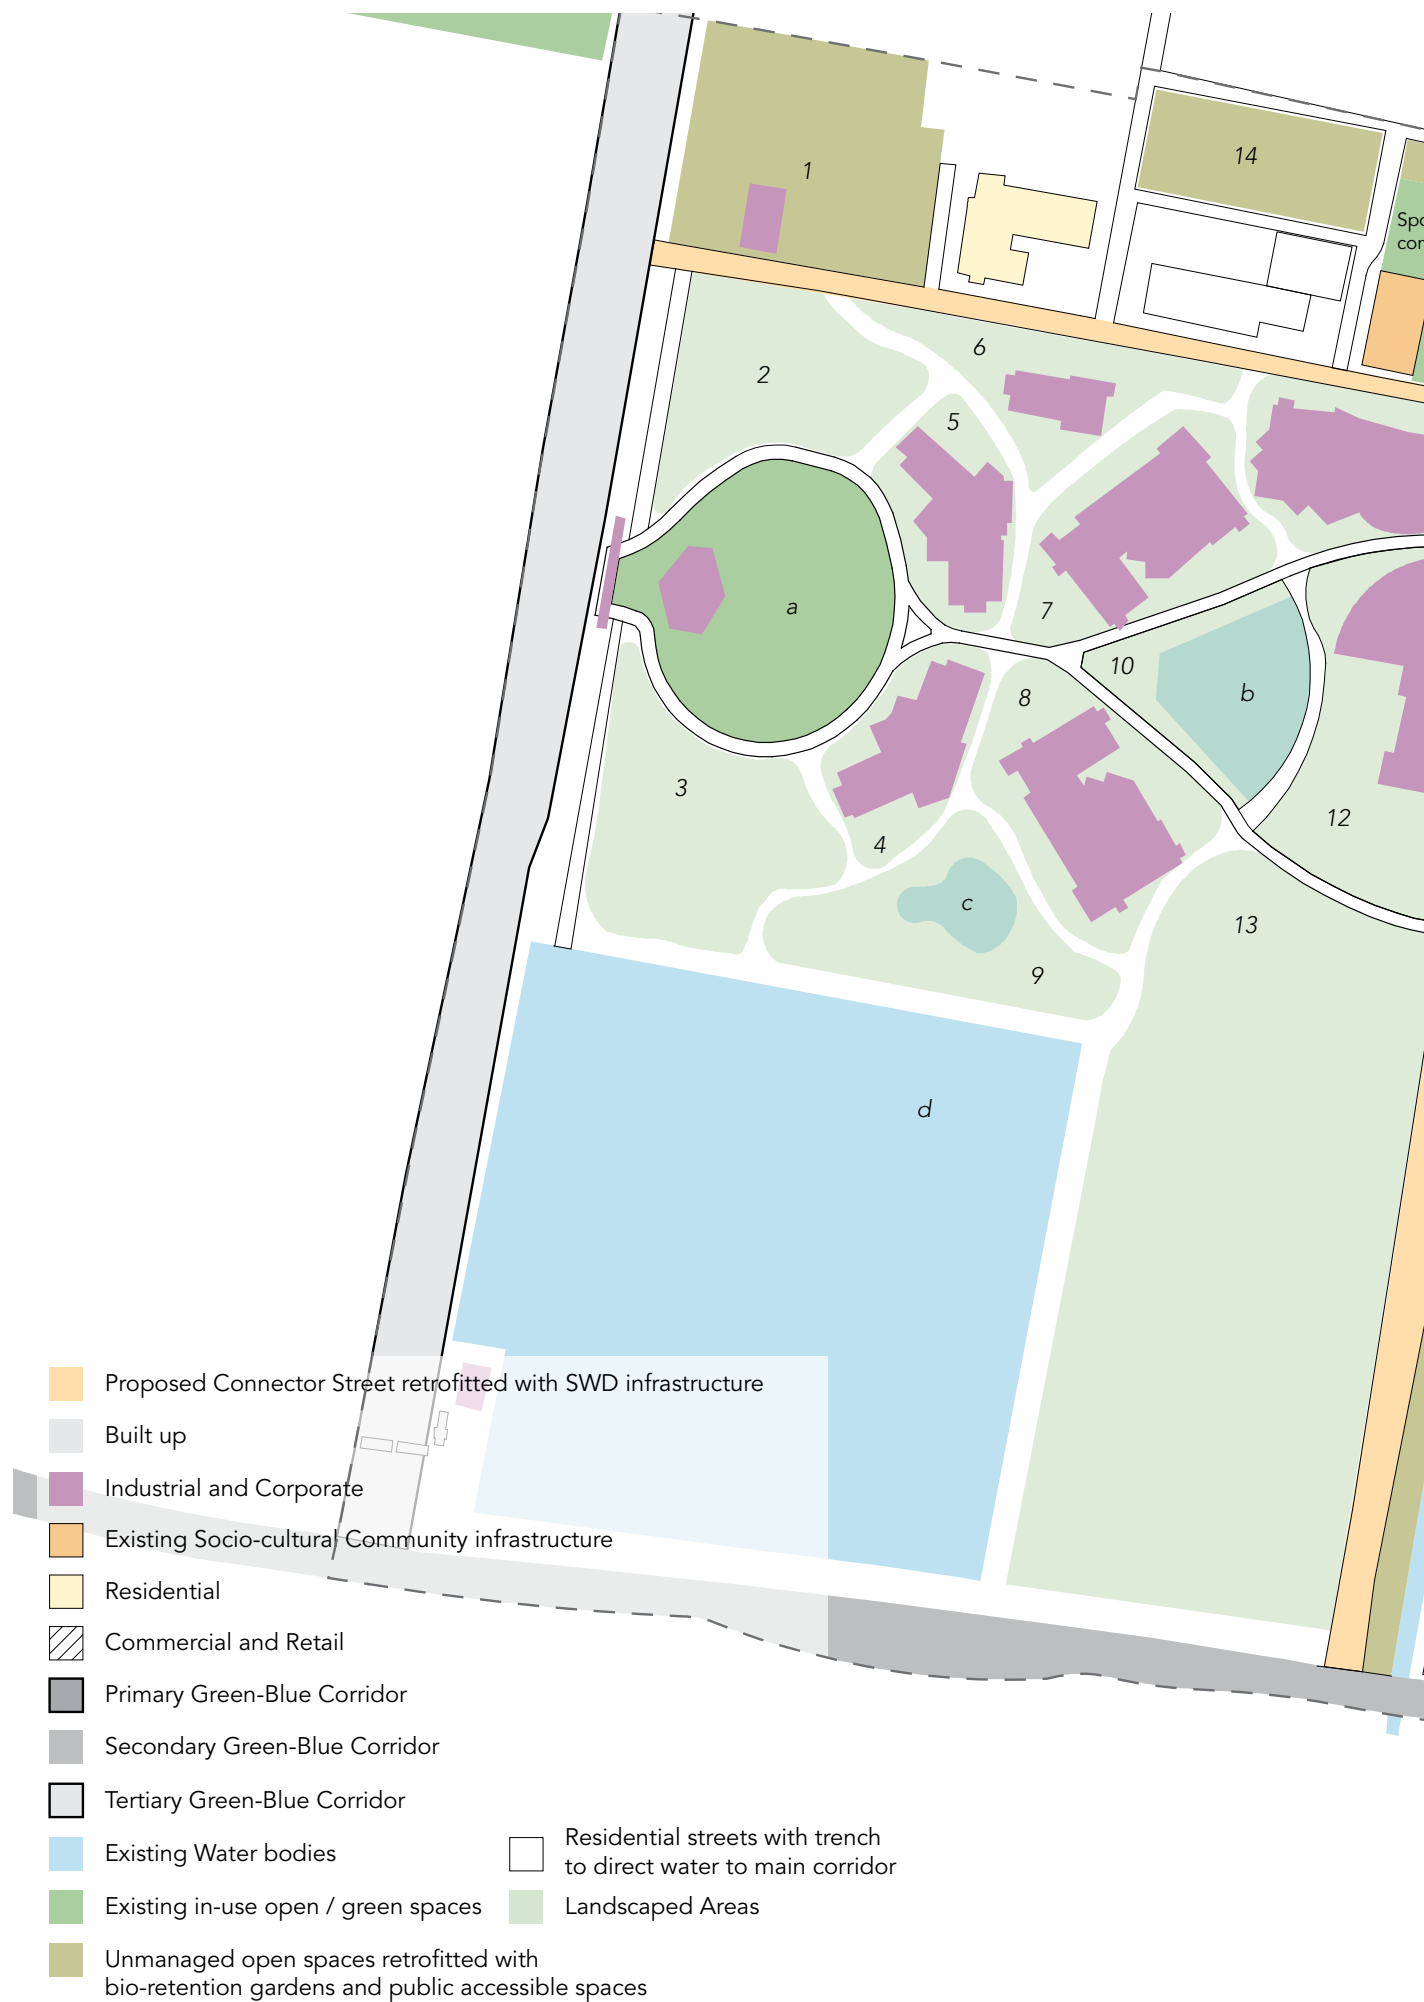 1
14
Spo
cor
6
2
5
a
7
10
b
8
3
12
4
c
13
9
d
Proposed Connector Street retrofitted with SWD infrastructure
Built up
Industrial and Corporate
Existing Socio-cultural Community infrastructure
Residential
Commercial and Retail
Primary Green-Blue Corridor
Secondary Green-Blue Corridor
Tertiary Green-Blue Corridor
Existing Water bodies
Existing in-use open / green spaces
Unmanaged open spaces retrofitted with
bio-retention gardens and public accessible spaces
Residential streets with trench
to direct water to main corridor
Landscaped Areas